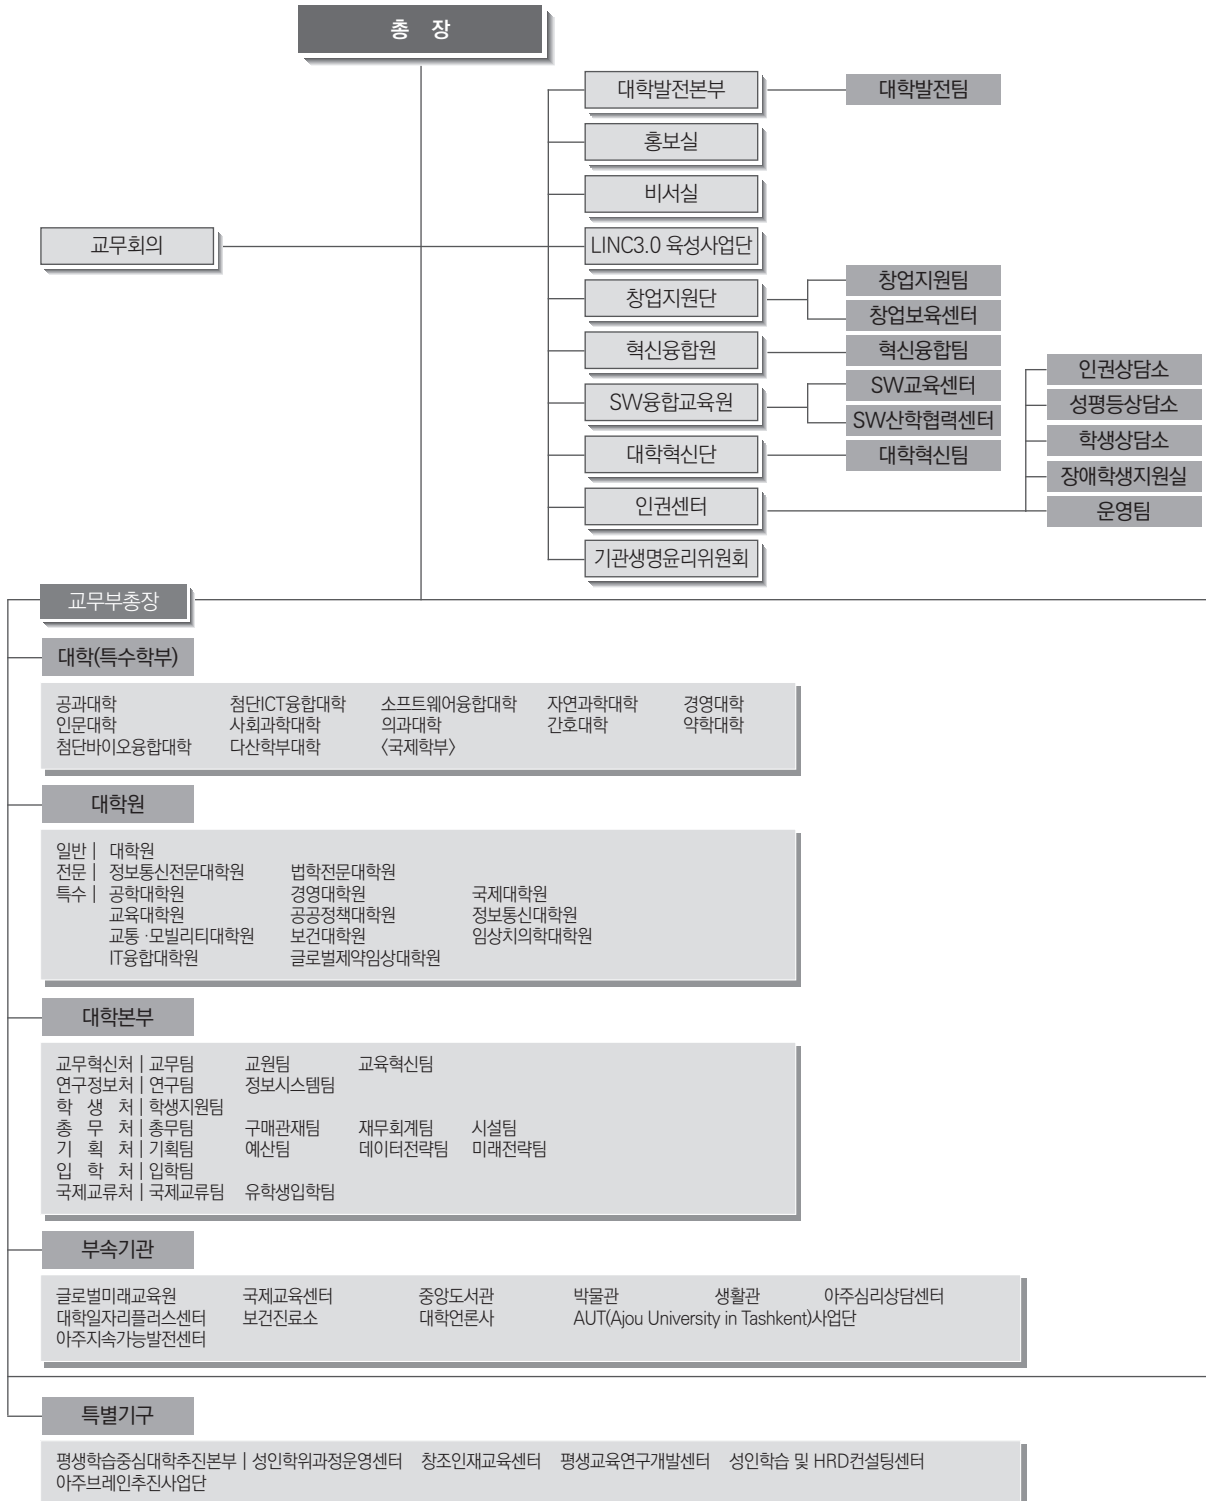 총 장
대학발전본부 대학발전팀
홍보실
비서실
교무회의 LINC3.0 육성사업단
창업지원단 창업지원팀
창업보육센터
혁신융합원 혁신융합팀
SW융합교육원 SW교육센터
SW산학협력센터
대학혁신단 대학혁신팀
인권센터 인권상담소
성평등상담소
학생상담소
장애학생지원실
운영팀
기관생명윤리위원회
교무부총장
대학(특수학부)
공과대학 첨단ICT융합대학 소프트웨어융합대학 자연과학대학 경영대학
인문대학 사회과학대학 의과대학 간호대학 약학대학
첨단바이오융합대학 다산학부대학 〈국제학부〉
대학원
일반 | 대학원
전문 | 정보통신전문대학원 법학전문대학원
특수 | 공학대학원 경영대학원 국제대학원
교육대학원 공공정책대학원 정보통신대학원
교통·모빌리티대학원 보건대학원 임상치의학대학원
IT융합대학원 글로벌제약임상대학원
대학본부
교무혁신처 | 교무팀 교원팀 교육혁신팀
연구정보처 | 연구팀 정보시스템팀
학 생 처 | 학생지원팀
총 무 처 | 총무팀 구매관재팀 재무회계팀 시설팀
기 획 처 | 기획팀 예산팀 데이터전략팀 미래전략팀
입 학 처 | 입학팀
국제교류처 | 국제교류팀 유학생입학팀
부속기관
글로벌미래교육원 국제교육센터 중앙도서관 박물관 생활관 아주심리상담센터
대학일자리플러스센터 보건진료소 대학언론사 AUT(Ajou University in Tashkent)사업단
아주지속가능발전센터
특별기구
평생학습중심대학추진본부 | 성인학위과정운영센터 창조인재교육센터 평생교육연구개발센터 성인학습 및 HRD컨설팅센터
아주브레인추진사업단